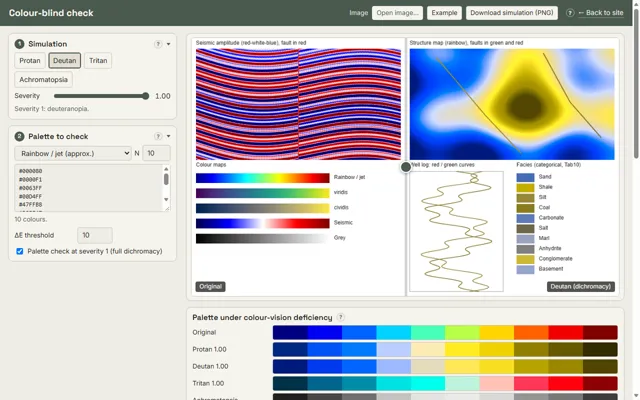 Colour-blind check
Image
Open image...
Example
Download simulation (PNG)
?
← Back to site
1 Simulation ?
Protan
Deutan
Tritan
Achromatopsia
Severity 1.00
Severity 1: deuteranopia.
2 Palette to check ?
Rainbow / jet (approx.)
N 10
#000080
#0000F1
#0063FF
#00D4FF
#47FFB8
10 colours.
ΔE threshold 10
Palette check at severity 1 (full dichromacy)
Seismic amplitude (red-white-blue), fault in red
Structure map (rainbow), faults in green and red
Colour maps
Rainbow / jet
viridis
cividis
Seismic
Grey
Well log: red / green curves
Facies (categorical, Tab10)
Sand
Shale
Silt
Coal
Carbonate
Salt
Marl
Anhydrite
Conglomerate
Basement
Original
Deutan (dichromacy)
Palette under colour-vision deficiency ?
Original
Protan 1.00
Deutan 1.00
Tritan 1.00